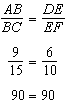 AB/BC = DE/EF
9/15 = 6/10
90 = 90